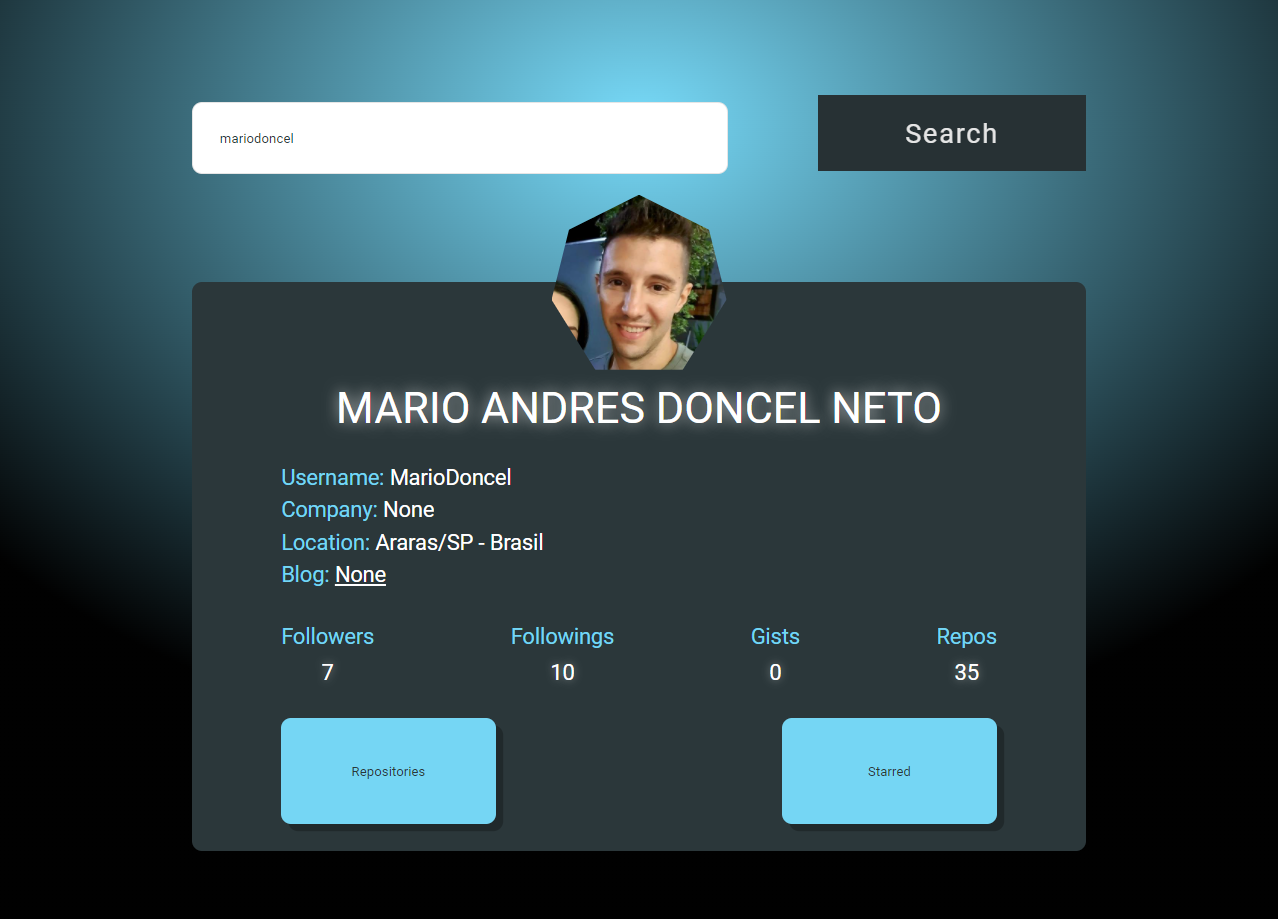 mariodoncel
Search
MARIO ANDRES DONCEL NETO
Username: MarioDoncel
Company: None
Location: Araras/SP - Brasil
Blog: None
Followers Followings Gists Repos
7 10 0 35
Repositories Starred